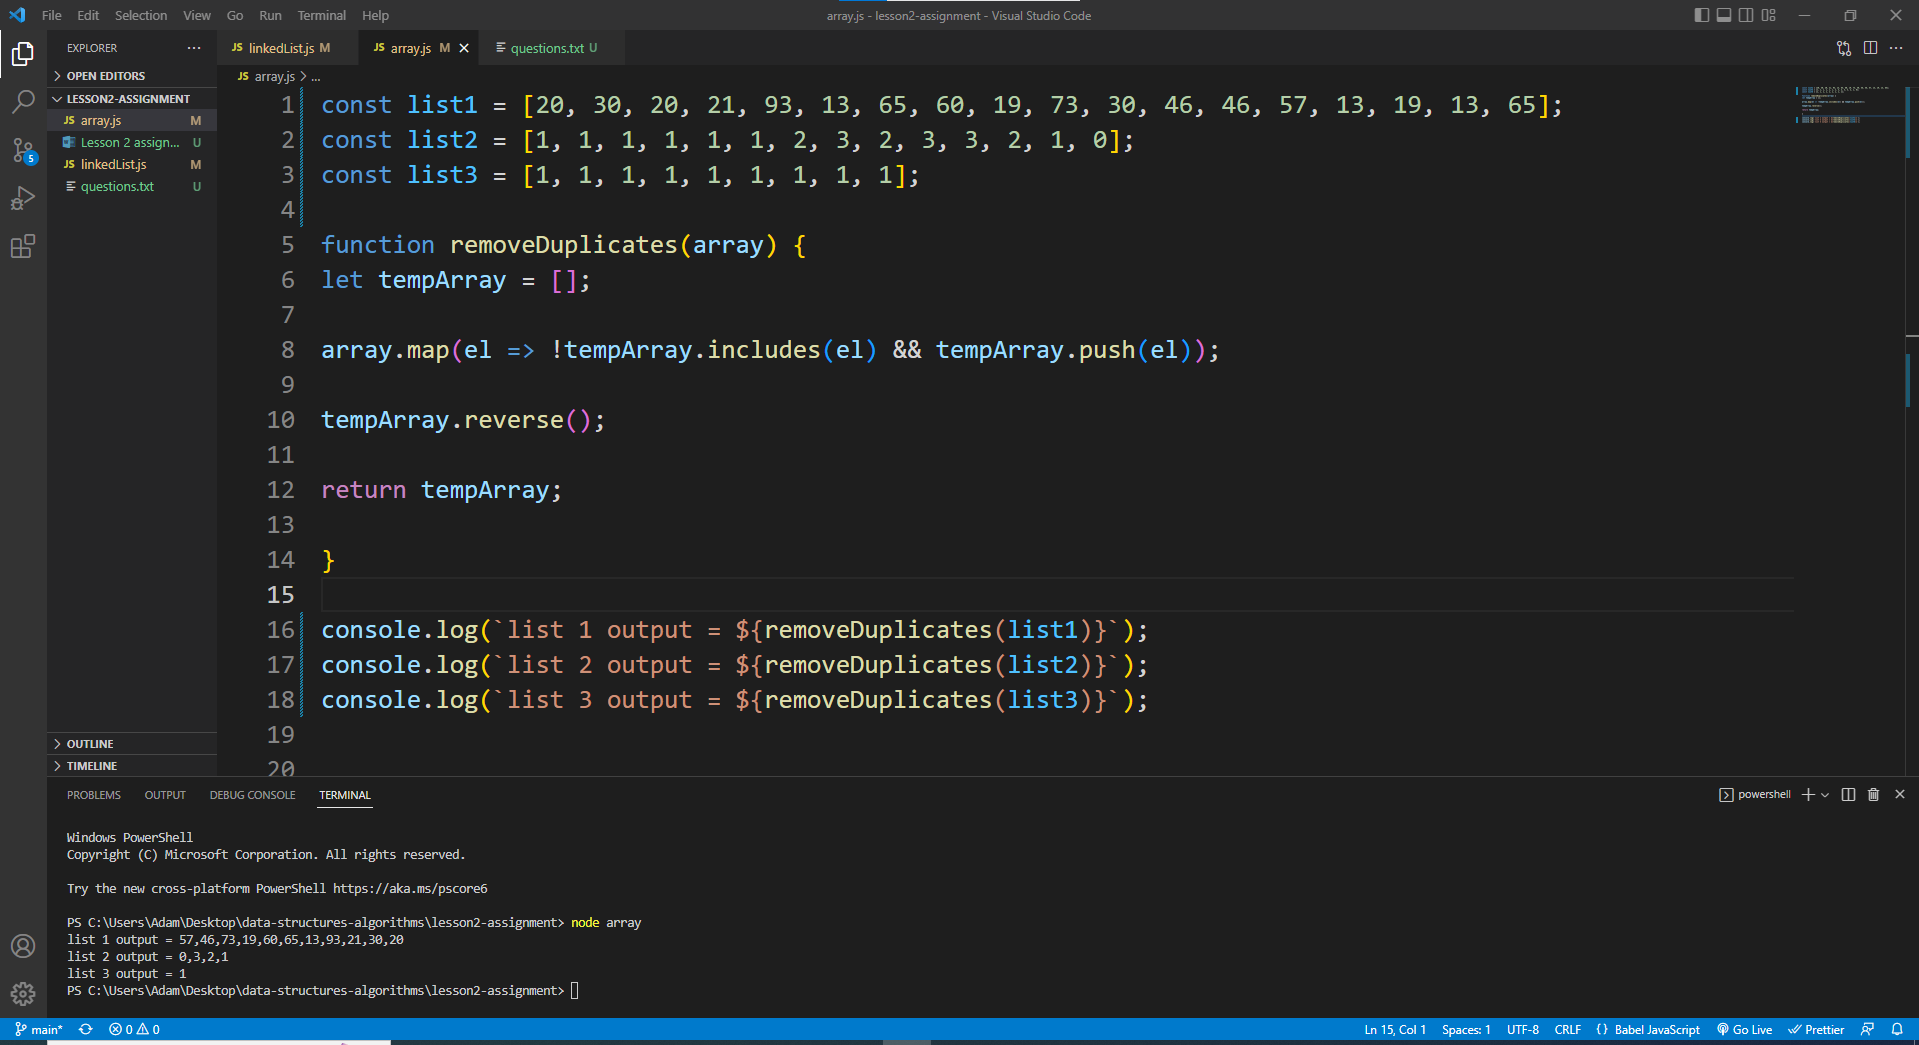 File Edit Selection View Go Run Terminal Help
array.js - lesson2-assignment - Visual Studio Code
EXPLORER
OPEN EDITORS
LESSON2-ASSIGNMENT
JS array.js M
Lesson 2 assign... U
JS linkedList.js M
questions.txt U
OUTLINE
TIMELINE
5
JS linkedList.js M
JS array.js M
questions.txt U
JS array.js > ...
1 const list1 = [20, 30, 20, 21, 93, 13, 65, 60, 19, 73, 30, 46, 46, 57, 13, 19, 13, 65];
2 const list2 = [1, 1, 1, 1, 1, 1, 2, 3, 2, 3, 3, 2, 1, 0];
3 const list3 = [1, 1, 1, 1, 1, 1, 1, 1, 1];
4
5 function removeDuplicates(array) {
6 let tempArray = [];
7
8 array.map(el => !tempArray.includes(el) && tempArray.push(el));
9
10 tempArray.reverse();
11
12 return tempArray;
13
14 }
15
16 console.log(`list 1 output = ${removeDuplicates(list1)}`);
17 console.log(`list 2 output = ${removeDuplicates(list2)}`);
18 console.log(`list 3 output = ${removeDuplicates(list3)}`);
19
20
PROBLEMS OUTPUT DEBUG CONSOLE TERMINAL
powershell
Windows PowerShell
Copyright (C) Microsoft Corporation. All rights reserved.
Try the new cross-platform PowerShell https://aka.ms/pscore6
PS C:\Users\Adam\Desktop\data-structures-algorithms\lesson2-assignment> node array
list 1 output = 57,46,73,19,60,65,13,93,21,30,20
list 2 output = 0,3,2,1
list 3 output = 1
PS C:\Users\Adam\Desktop\data-structures-algorithms\lesson2-assignment>
main* 0 0
Ln 15, Col 1 Spaces: 1 UTF-8 CRLF {} Babel JavaScript Go Live Prettier